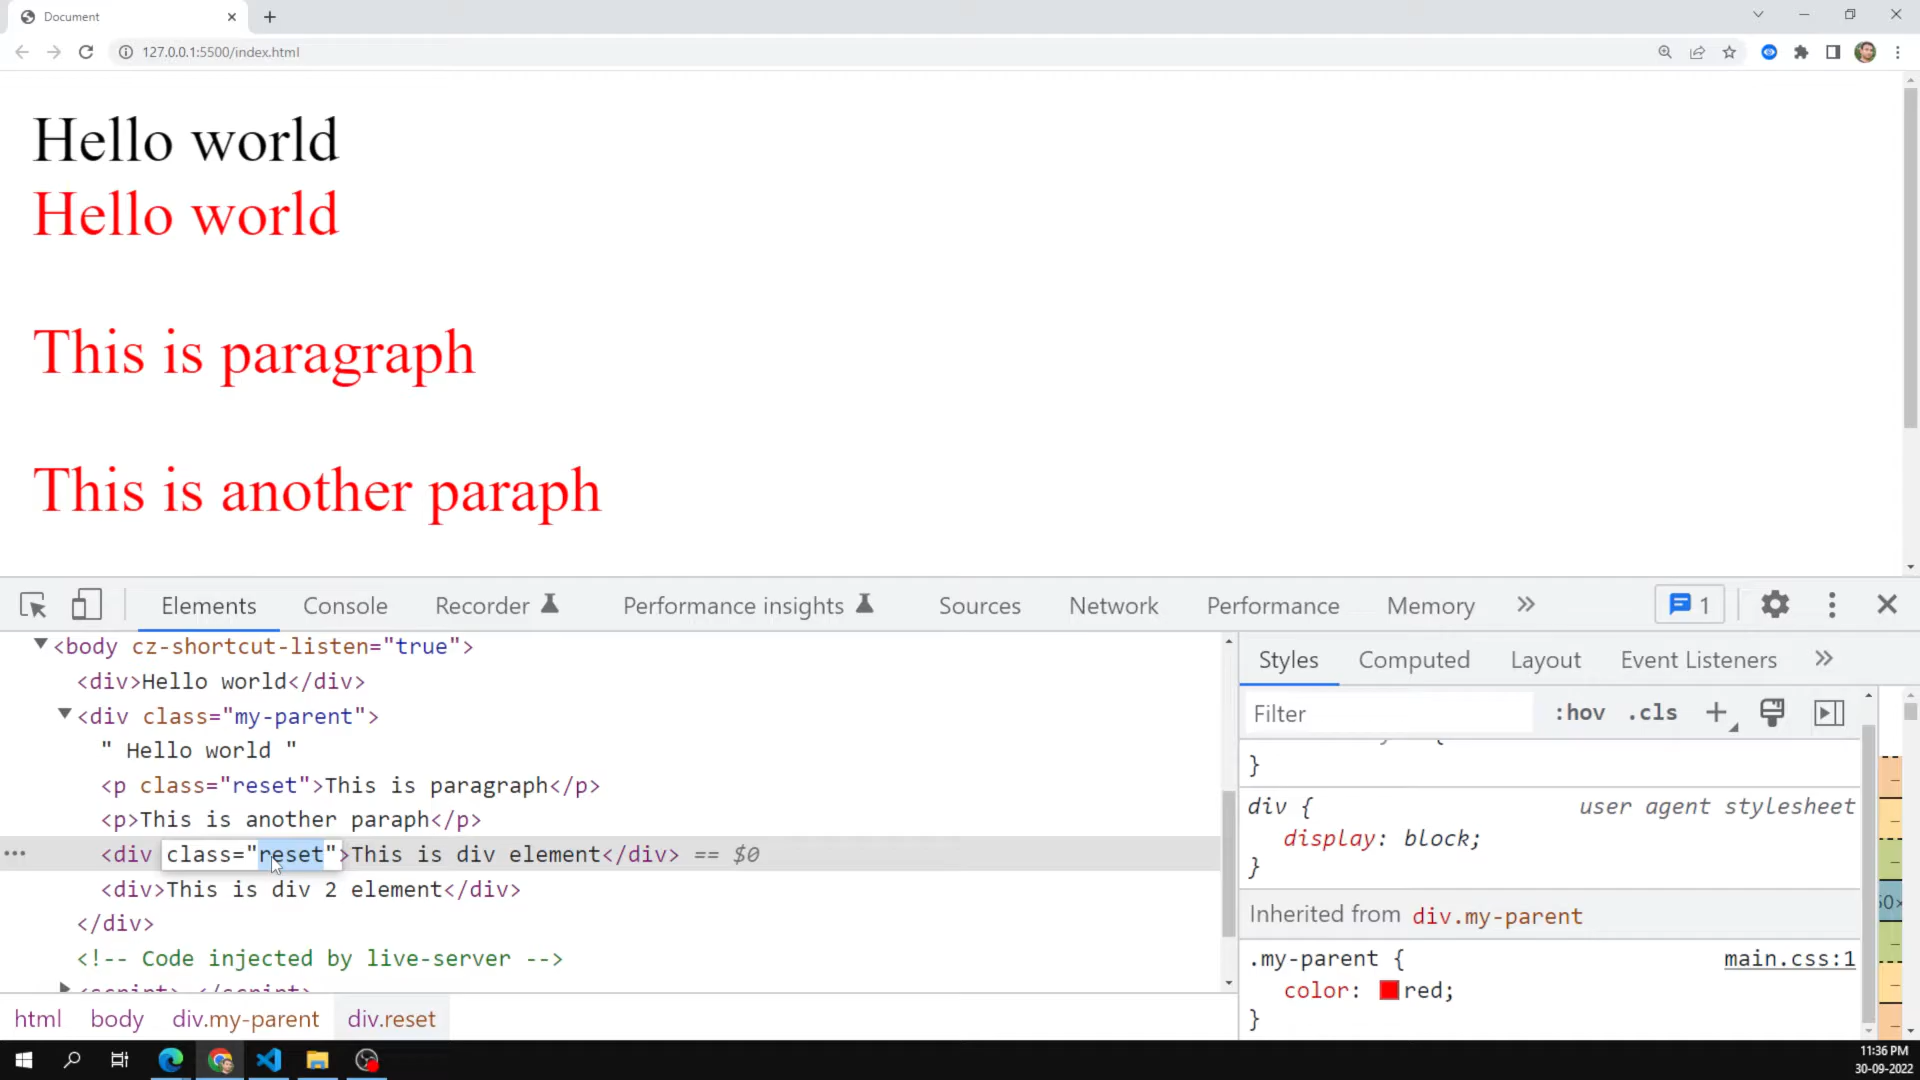 Document
127.0.0.1:5500/index.html
Hello world
Hello world
This is paragraph
This is another paraph
Elements Console Recorder Performance insights Sources Network Performance Memory 1
<body cz-shortcut-listen="true">
<div>Hello world</div>
<div class="my-parent">
" Hello world "
<p class="reset">This is paragraph</p>
<p>This is another paraph</p>
<div class="reset">This is div element</div> == $0
<div>This is div 2 element</div>
</div>
<!-- Code injected by live-server -->
<script> </script>
html body div.my-parent div.reset
Styles Computed Layout Event Listeners
Filter :hov .cls
}
div { user agent stylesheet
display: block;
}
Inherited from div.my-parent
.my-parent { main.css:1
color: red;
}
11:36 PM
30-09-2022